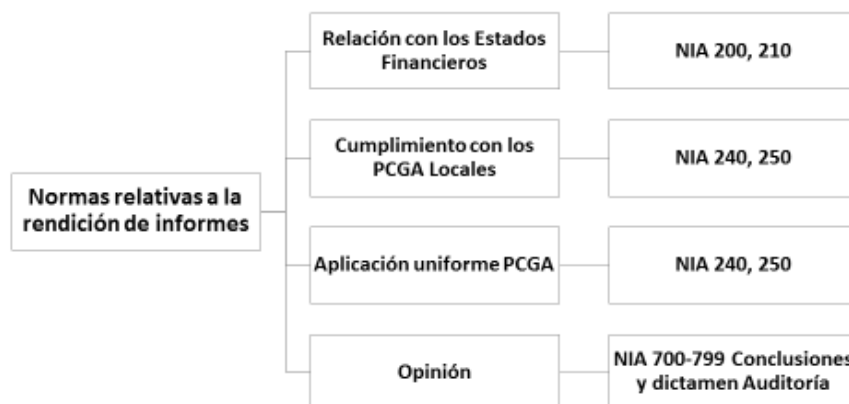 Relación con los Estados
Financieros
NIA 200, 210
Cumplimiento con los
PCGA Locales
NIA 240, 250
Normas relativas a la
rendición de informes
Aplicación uniforme PCGA
NIA 240, 250
Opinión
NIA 700-799 Conclusiones
y dictamen Auditoría